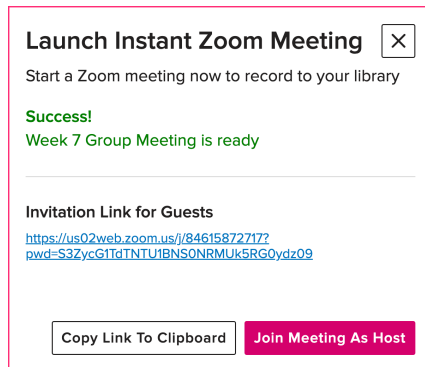 Launch Instant Zoom Meeting
Start a Zoom meeting now to record to your library
Success!
Week 7 Group Meeting is ready
Invitation Link for Guests
https://us02web.zoom.us/j/84615872717?
pwd=S3ZycG1TdTNTU1BNS0NRMUk5RG0ydz09
Copy Link To Clipboard
Join Meeting As Host